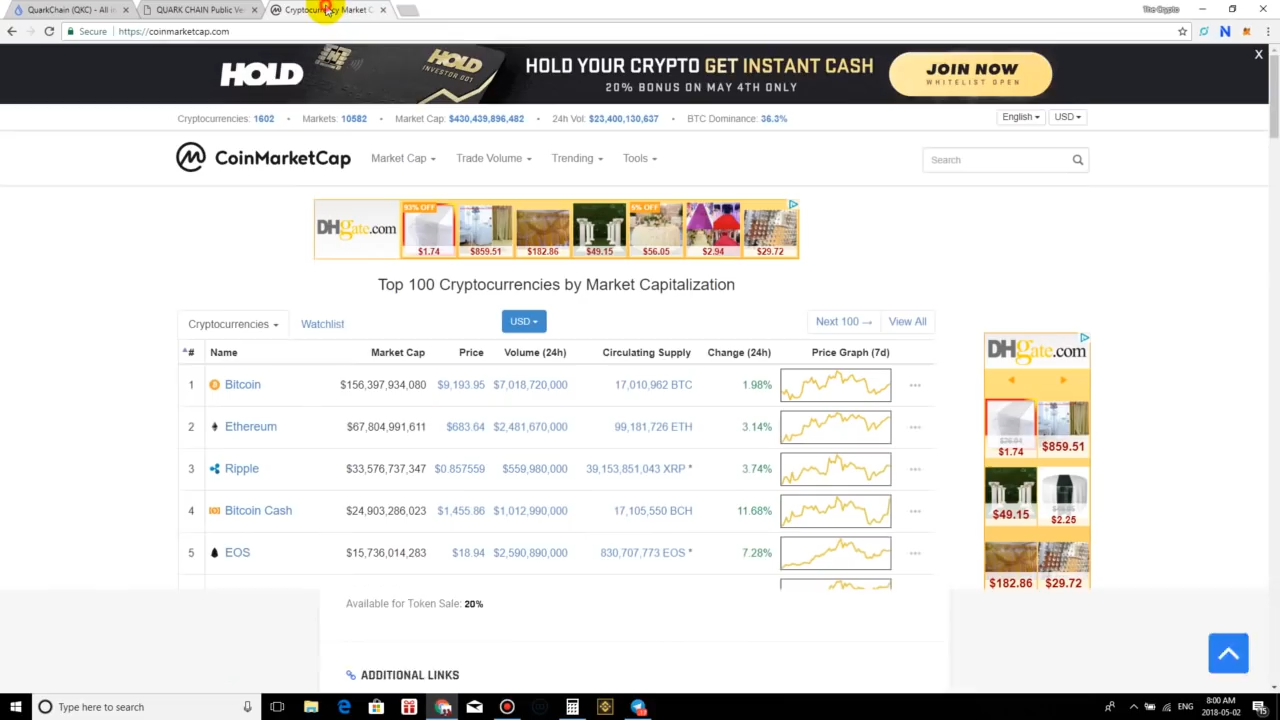 QuarkChain (QKC) - All in
QUARK CHAIN Public Ve
Cryptocurrency Market C
The Crypto
Secure
https://coinmarketcap.com
HOLD
HOLD
INVESTOR 001
HOLD YOUR CRYPTO GET INSTANT CASH
20% BONUS ON MAY 4TH ONLY
JOIN NOW
WHITELIST OPEN
X
Cryptocurrencies: 1602 • Markets: 10582 • Market Cap: $430,439,896,482 • 24h Vol: $23,400,130,637 • BTC Dominance: 36.3%
English
USD
CoinMarketCap
Market Cap
Trade Volume
Trending
Tools
Search
DHgate.com
93% OFF
5% OFF
$1.74 $859.51 $182.86 $49.15 $56.05 $2.94 $29.72
Top 100 Cryptocurrencies by Market Capitalization
Cryptocurrencies
Watchlist
USD
Next 100 →
View All
# Name Market Cap Price Volume (24h) Circulating Supply Change (24h) Price Graph (7d)
1 Bitcoin $156,397,934,080 $9,193.95 $7,018,720,000 17,010,962 BTC 1.98%
2 Ethereum $67,804,991,611 $683.64 $2,481,670,000 99,181,726 ETH 3.14%
3 Ripple $33,576,737,347 $0.857559 $559,980,000 39,153,851,043 XRP * 3.74%
4 Bitcoin Cash $24,903,286,023 $1,455.86 $1,012,990,000 17,105,550 BCH 11.68%
5 EOS $15,736,014,283 $18.94 $2,590,890,000 830,707,773 EOS * 7.28%
DHgate.com
$1.74
$859.51
$49.15
$2.25
$182.86
$29.72
Available for Token Sale: 20%
ADDITIONAL LINKS
Type here to search
ENG
8:00 AM
2018-05-02
15